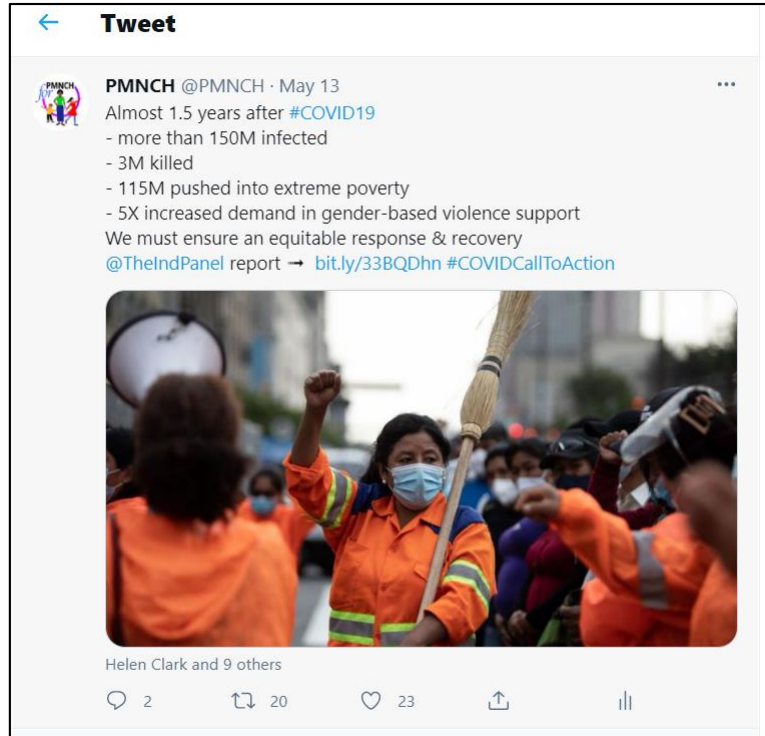 Tweet
PMNCH @PMNCH · May 13
for PMNCH
Almost 1.5 years after #COVID19
- more than 150M infected
- 3M killed
- 115M pushed into extreme poverty
- 5X increased demand in gender-based violence support
We must ensure an equitable response & recovery
@TheIndPanel report ➞ bit.ly/33BQDhn #COVIDCallToAction
Helen Clark and 9 others
2 20 23